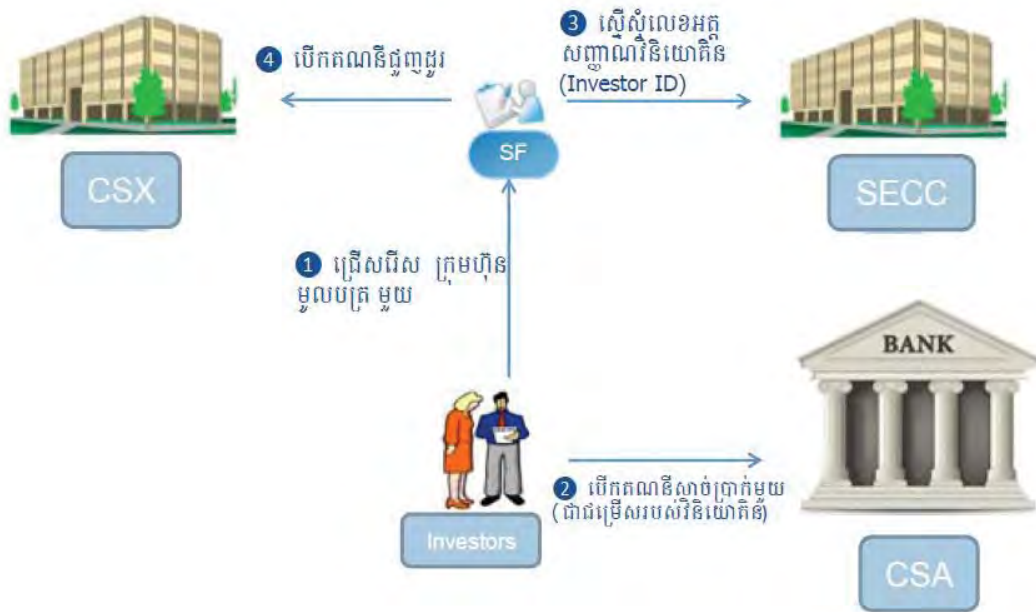 4 បើកគណនីជួញដូរ
3 ស្នើសុំលេខអត្ត
សញ្ញាណវិនិយោគិន
(Investor ID)
SF
CSX
SECC
1 ជ្រើសរើស ក្រុមហ៊ុន
មូលបត្រ មួយ
BANK
2 បើកគណនីសាច់ប្រាក់មួយ
(ជាជម្រើសរបស់វិនិយោគិន)
Investors
CSA